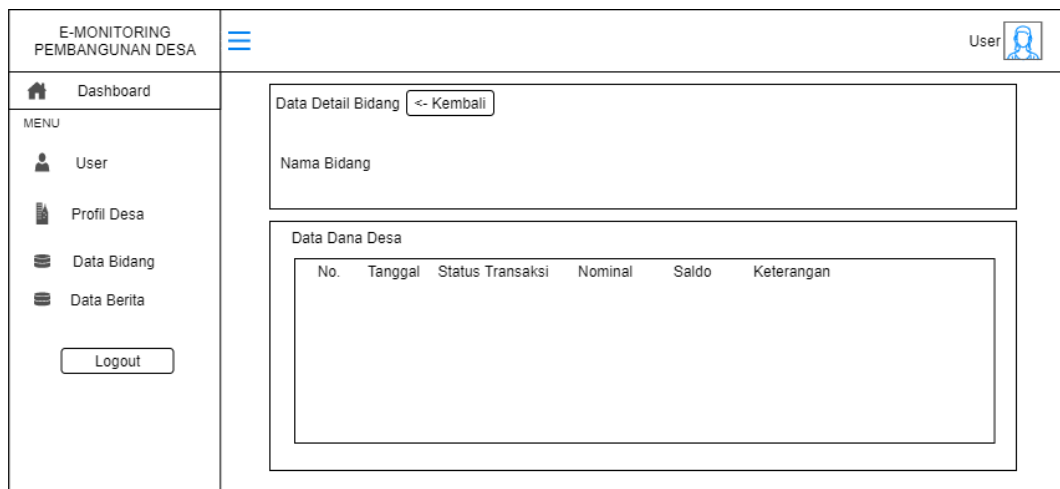 E-MONITORING
PEMBANGUNAN DESA
User
Dashboard
MENU
User
Profil Desa
Data Bidang
Data Berita
Logout
Data Detail Bidang <- Kembali
Nama Bidang
Data Dana Desa
No. Tanggal Status Transaksi Nominal Saldo Keterangan